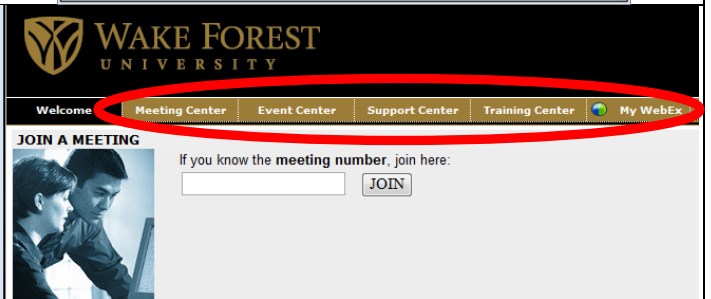 WAKE FOREST
UNIVERSITY
Welcome Meeting Center Event Center Support Center Training Center My WebEx
JOIN A MEETING
If you know the meeting number, join here:
JOIN